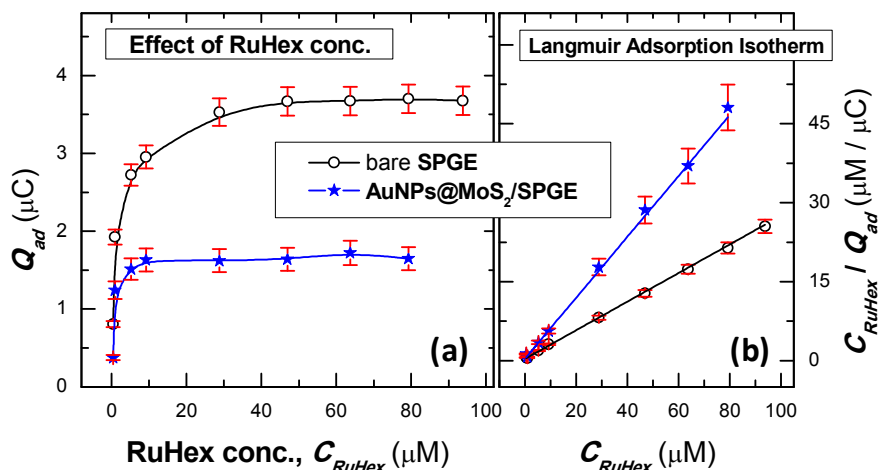 Effect of RuHex conc.
Langmuir Adsorption Isotherm
bare SPGE
AuNPs@MoS₂/SPGE
Q_ad (μC)
4
3
2
1
0
0 20 40 60 80 100
(a)
RuHex conc., C_RuHex (μM)
0 20 40 60 80 100
(b)
C_RuHex (μM)
45
30
15
0
C_RuHex / Q_ad (μM / μC)